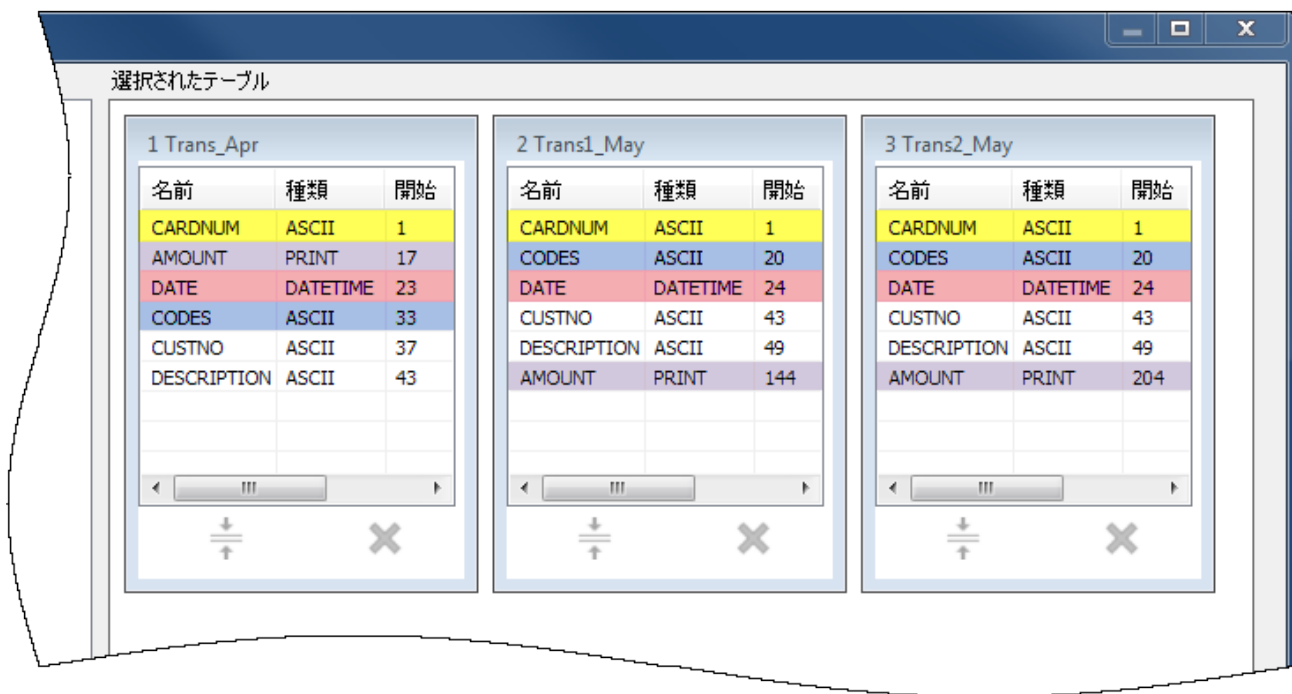 選択されたテーブル
1 Trans_Apr
名前 種類 開始
CARDNUM ASCII 1
AMOUNT PRINT 17
DATE DATETIME 23
CODES ASCII 33
CUSTNO ASCII 37
DESCRIPTION ASCII 43
2 Trans1_May
名前 種類 開始
CARDNUM ASCII 1
CODES ASCII 20
DATE DATETIME 24
CUSTNO ASCII 43
DESCRIPTION ASCII 49
AMOUNT PRINT 144
3 Trans2_May
名前 種類 開始
CARDNUM ASCII 1
CODES ASCII 20
DATE DATETIME 24
CUSTNO ASCII 43
DESCRIPTION ASCII 49
AMOUNT PRINT 204